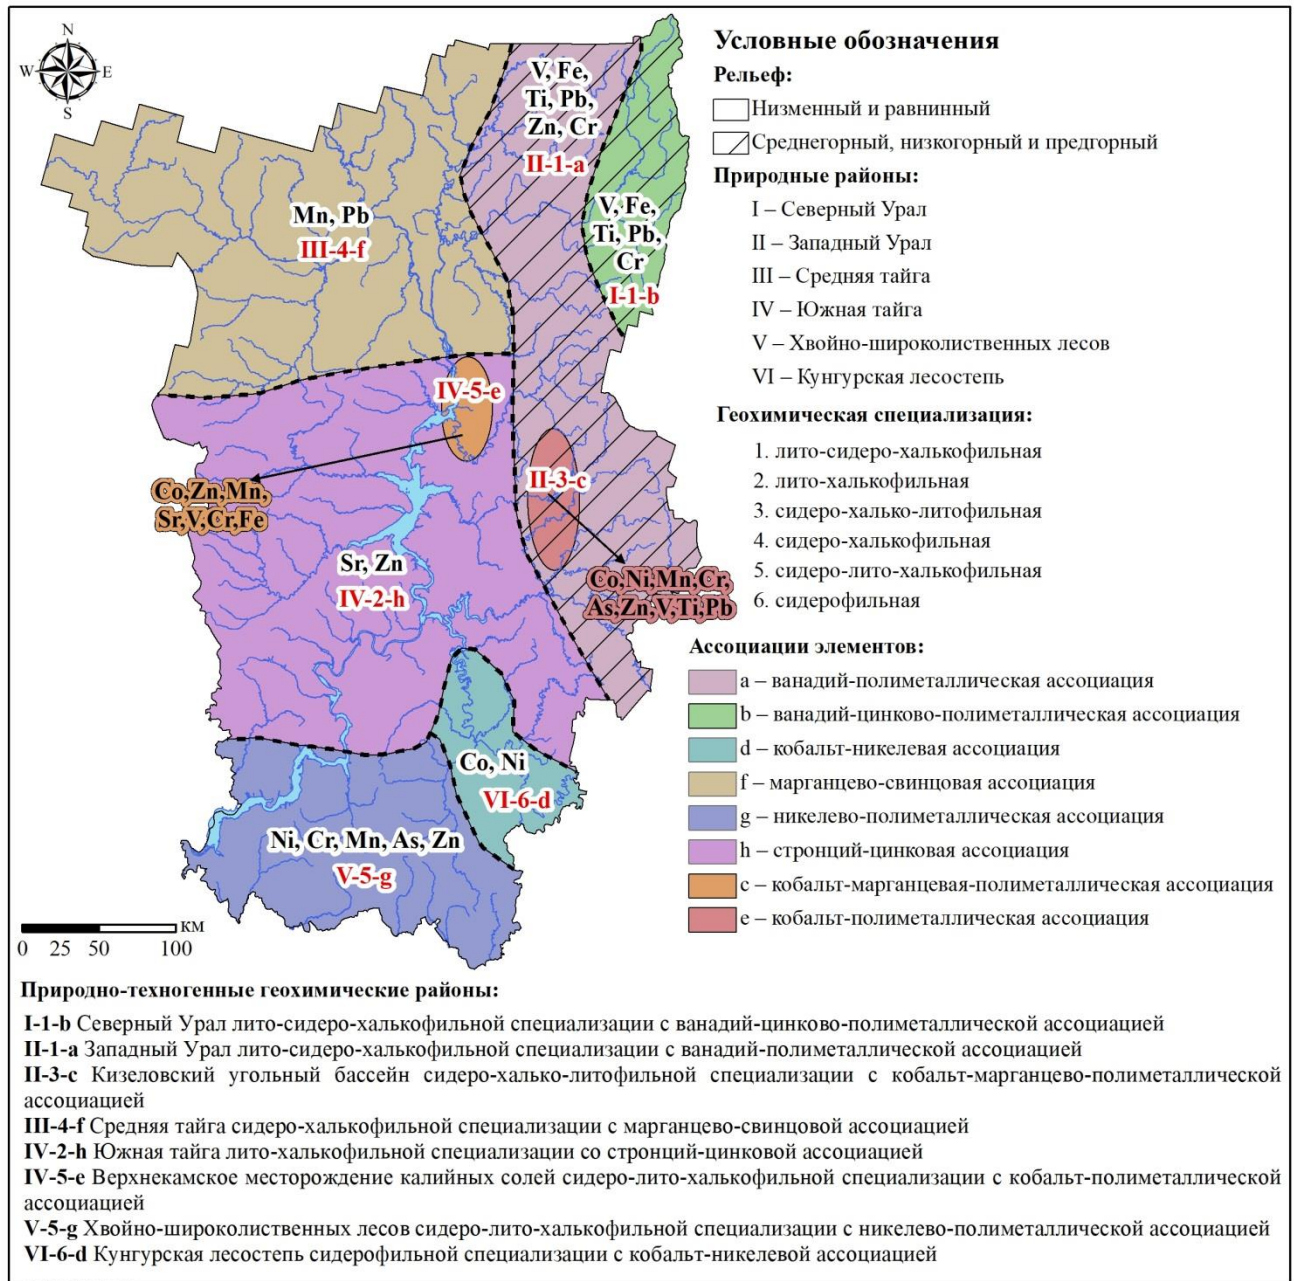 N
W E
S
V, Fe,
Ti, Pb,
Zn, Cr
II-1-a
V, Fe,
Ti, Pb,
Cr
I-1-b
Mn, Pb
III-4-f
IV-5-e
Co,Zn,Mn,
Sr,V,Cr,Fe
II-3-c
Co,Ni,Mn,Cr,
As,Zn,V,Ti,Pb
Sr, Zn
IV-2-h
Co, Ni
VI-6-d
Ni, Cr, Mn, As, Zn
V-5-g
км
0 25 50 100
Условные обозначения
Рельеф:
Низменный и равнинный
Среднегорный, низкогорный и предгорный
Природные районы:
I – Северный Урал
II – Западный Урал
III – Средняя тайга
IV – Южная тайга
V – Хвойно-широколиственных лесов
VI – Кунгурская лесостепь
Геохимическая специализация:
1. лито-сидеро-халькофильная
2. лито-халькофильная
3. сидеро-халько-литофильная
4. сидеро-халькофильная
5. сидеро-лито-халькофильная
6. сидерофильная
Ассоциации элементов:
a – ванадий-полиметаллическая ассоциация
b – ванадий-цинково-полиметаллическая ассоциация
d – кобальт-никелевая ассоциация
f – марганцево-свинцовая ассоциация
g – никелево-полиметаллическая ассоциация
h – стронций-цинковая ассоциация
c – кобальт-марганцевая-полиметаллическая ассоциация
e – кобальт-полиметаллическая ассоциация
Природно-техногенные геохимические районы:
I-1-b Северный Урал лито-сидеро-халькофильной специализации с ванадий-цинково-полиметаллической ассоциацией
II-1-a Западный Урал лито-сидеро-халькофильной специализации с ванадий-полиметаллической ассоциацией
II-3-c Кизеловский угольный бассейн сидеро-халько-литофильной специализации с кобальт-марганцево-полиметаллической
ассоциацией
III-4-f Средняя тайга сидеро-халькофильной специализации с марганцево-свинцовой ассоциацией
IV-2-h Южная тайга лито-халькофильной специализации со стронций-цинковой ассоциацией
IV-5-e Верхнекамское месторождение калийных солей сидеро-лито-халькофильной специализации с кобальт-полиметаллической
ассоциацией
V-5-g Хвойно-широколиственных лесов сидеро-лито-халькофильной специализации с никелево-полиметаллической ассоциацией
VI-6-d Кунгурская лесостепь сидерофильной специализации с кобальт-никелевой ассоциацией